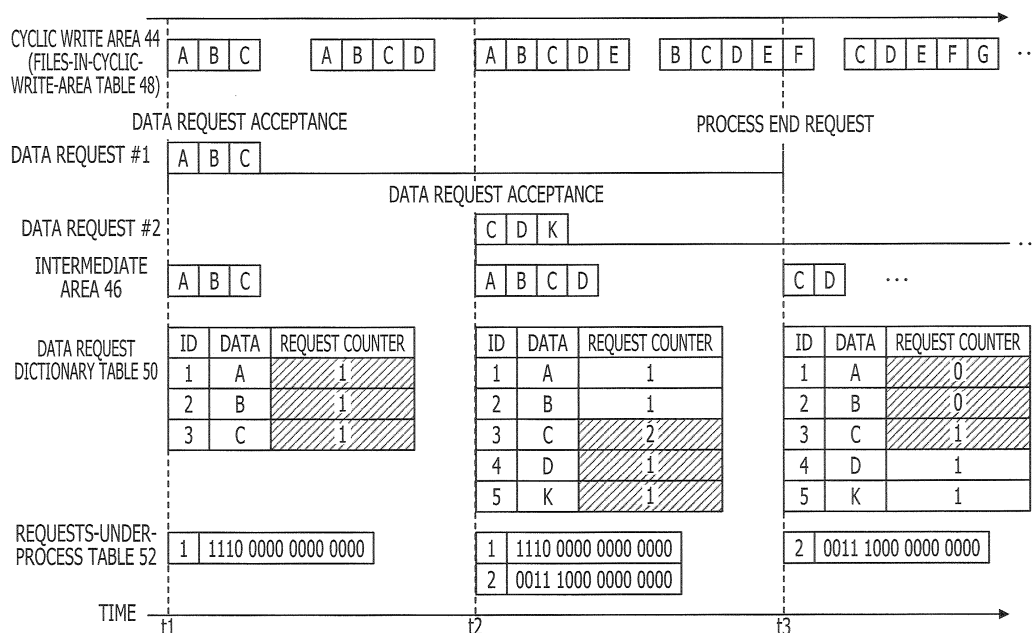 CYCLIC WRITE AREA 44
(FILES-IN-CYCLIC-
WRITE-AREA TABLE 48)
A B C
A B C D
A B C D E
B C D E F
C D E F G ...
DATA REQUEST ACCEPTANCE
PROCESS END REQUEST
DATA REQUEST #1
A B C
DATA REQUEST ACCEPTANCE
DATA REQUEST #2
C D K ...
INTERMEDIATE
AREA 46
A B C
A B C D
C D ...
DATA REQUEST
DICTIONARY TABLE 50
ID DATA REQUEST COUNTER
1 A 1
2 B 1
3 C 1
ID DATA REQUEST COUNTER
1 A 1
2 B 1
3 C 2
4 D 1
5 K 1
ID DATA REQUEST COUNTER
1 A 0
2 B 0
3 C 1
4 D 1
5 K 1
REQUESTS-UNDER-
PROCESS TABLE 52
1 1110 0000 0000 0000
1 1110 0000 0000 0000
2 0011 1000 0000 0000
2 0011 1000 0000 0000
TIME
t1 t2 t3